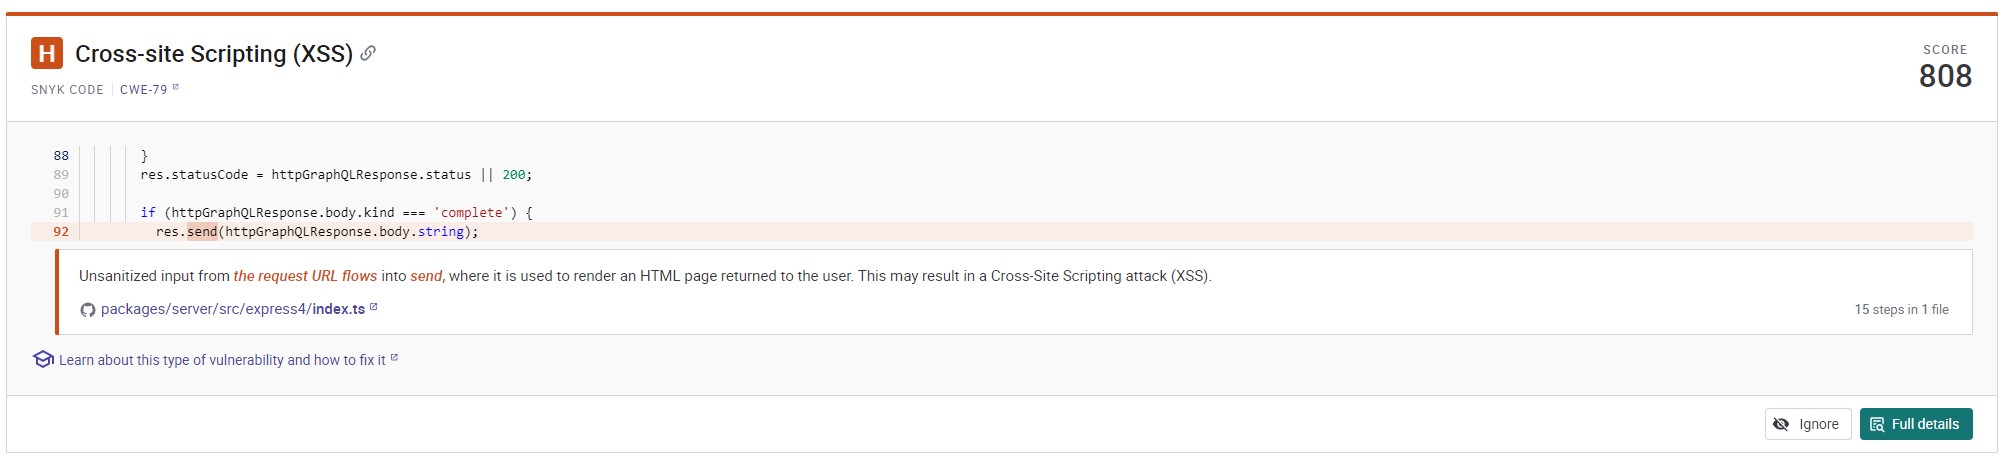 H Cross-site Scripting (XSS)
SCORE
808
SNYK CODE CWE-79
88 }
89 res.statusCode = httpGraphQLResponse.status || 200;
90
91 if (httpGraphQLResponse.body.kind === 'complete') {
92 res.send(httpGraphQLResponse.body.string);
Unsanitized input from the request URL flows into send, where it is used to render an HTML page returned to the user. This may result in a Cross-Site Scripting attack (XSS).
packages/server/src/express4/index.ts
15 steps in 1 file
Learn about this type of vulnerability and how to fix it
Ignore
Full details